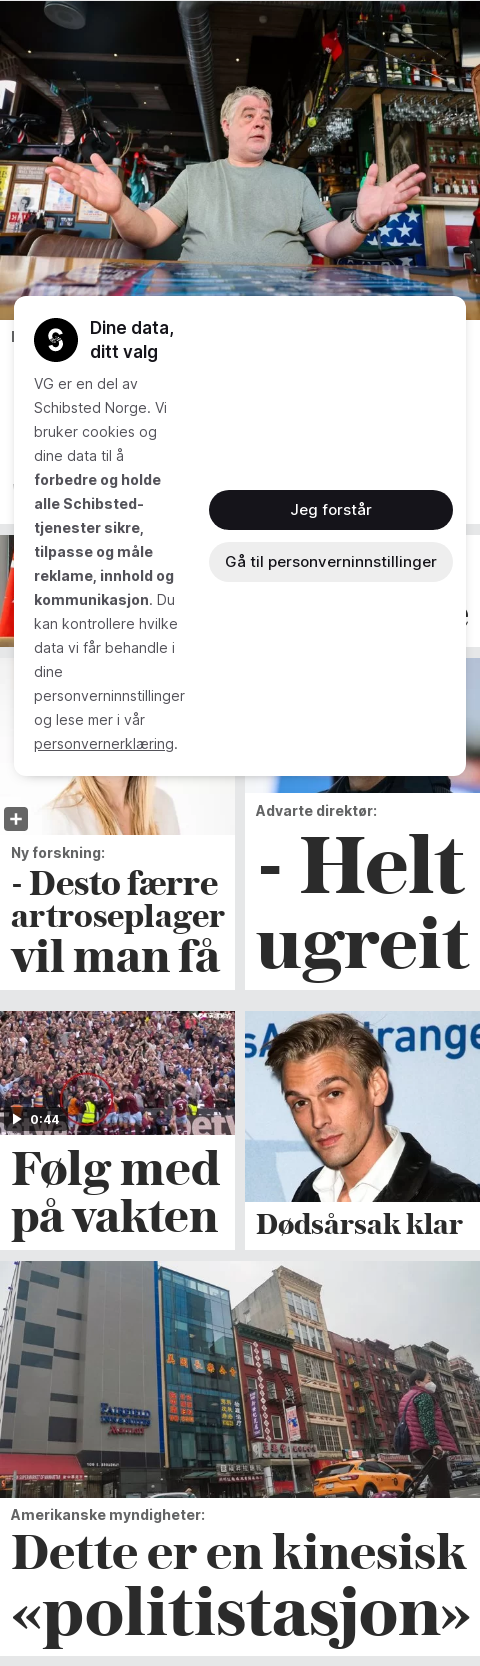 Dine data,
ditt valg
VG er en del av
Schibsted Norge. Vi
bruker cookies og
dine data til å
forbedre og holde
alle Schibsted-
tjenester sikre,
tilpasse og måle
reklame, innhold og
kommunikasjon. Du
kan kontrollere hvilke
data vi får behandle i
dine
personverninnstillinger
og lese mer i vår
personvernerklæring.
Jeg forstår
Gå til personverninnstillinger
Ny forskning:
- Desto færre
artroseplager
vil man få
Advarte direktør:
- Helt
ugreit
0:44
Følg med
på vakten
Dødsårsak klar
Amerikanske myndigheter:
Dette er en kinesisk
«politistasjon»